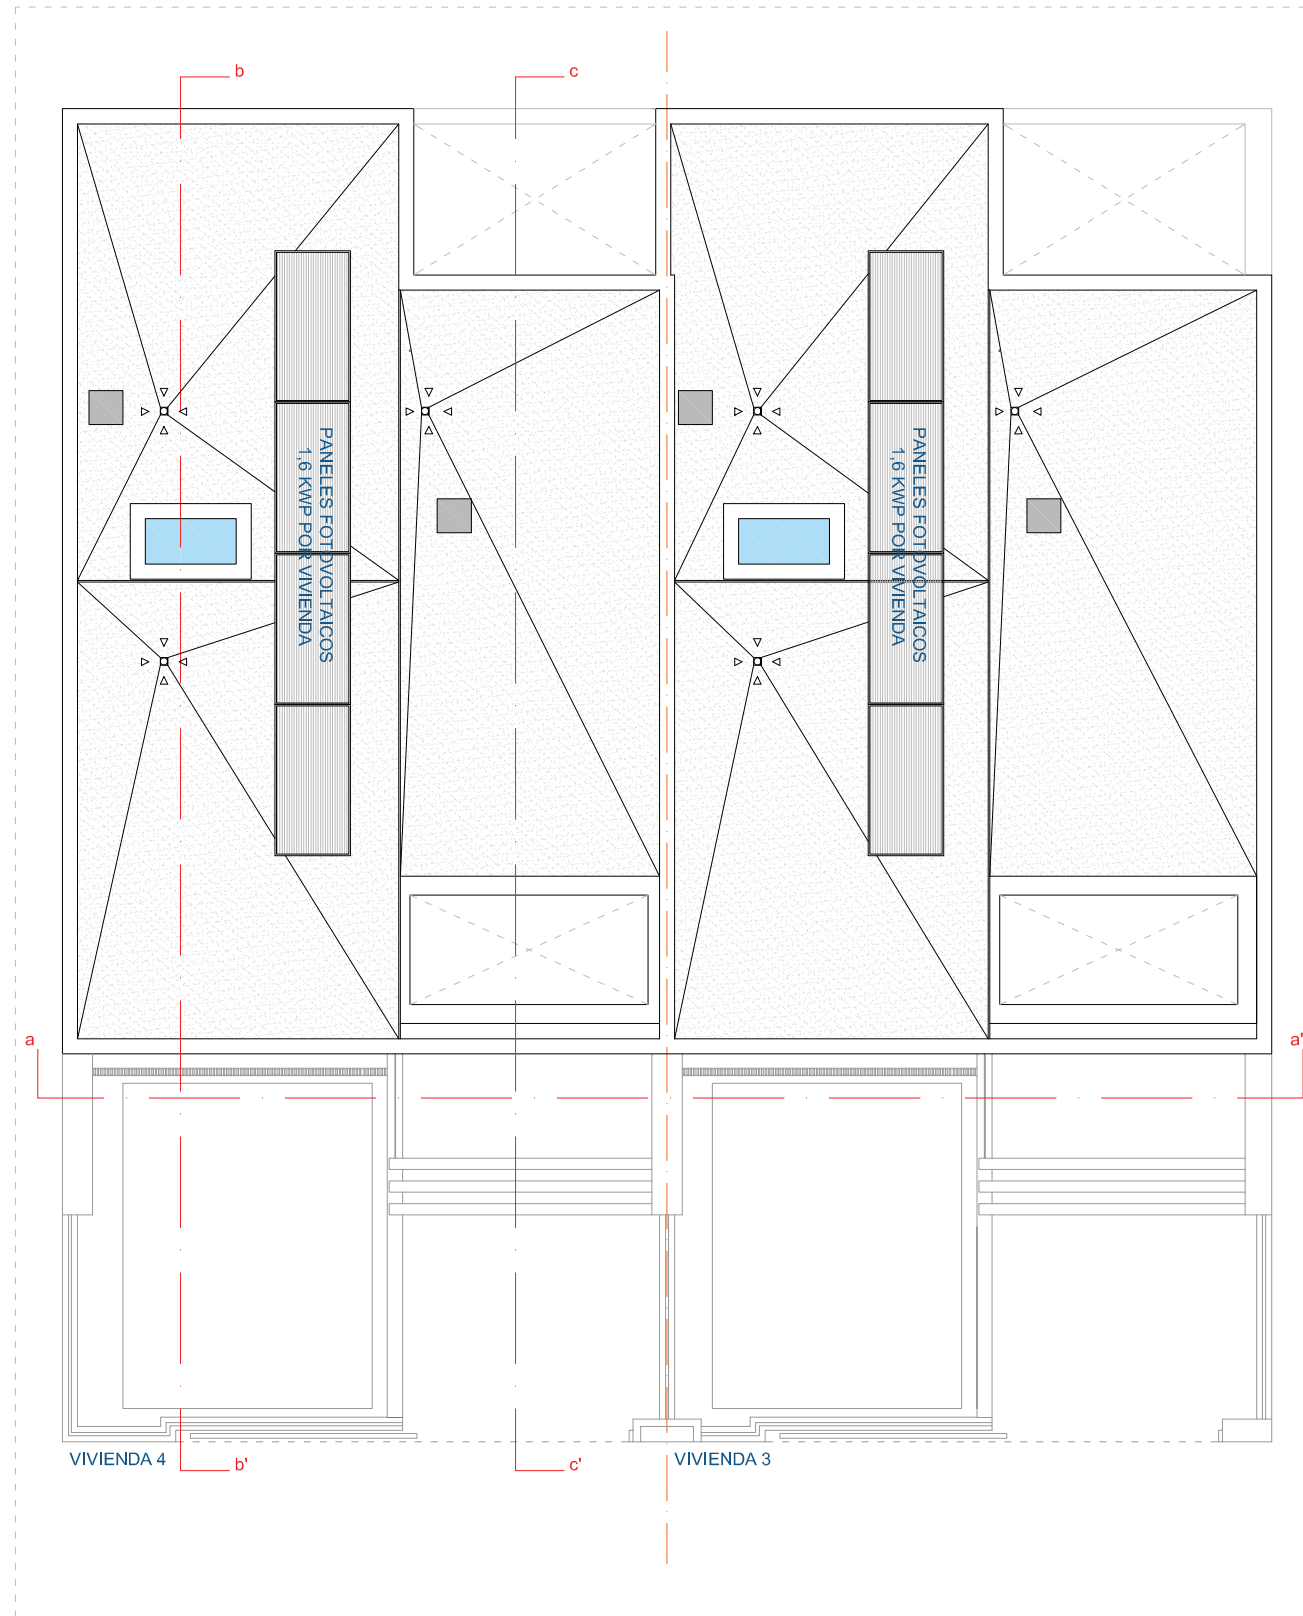 b
c
PANELES FOTOVOLTAICOS
1,6 KWP POR VIVIENDA
PANELES FOTOVOLTAICOS
1,6 KWP POR VIVIENDA
a
a'
VIVIENDA 4
b'
c'
VIVIENDA 3